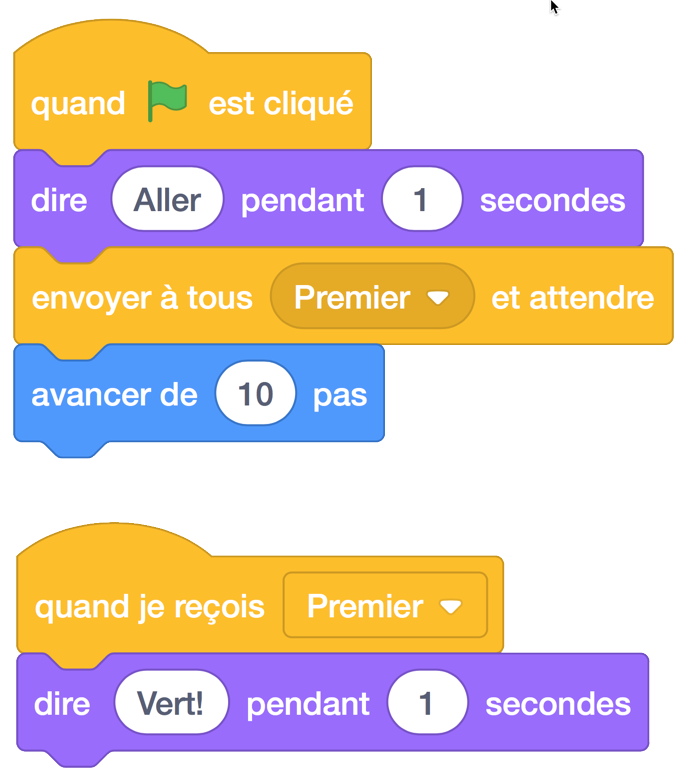 quand est cliqué
dire Aller pendant 1 secondes
envoyer à tous Premier et attendre
avancer de 10 pas
quand je reçois Premier
dire Vert! pendant 1 secondes